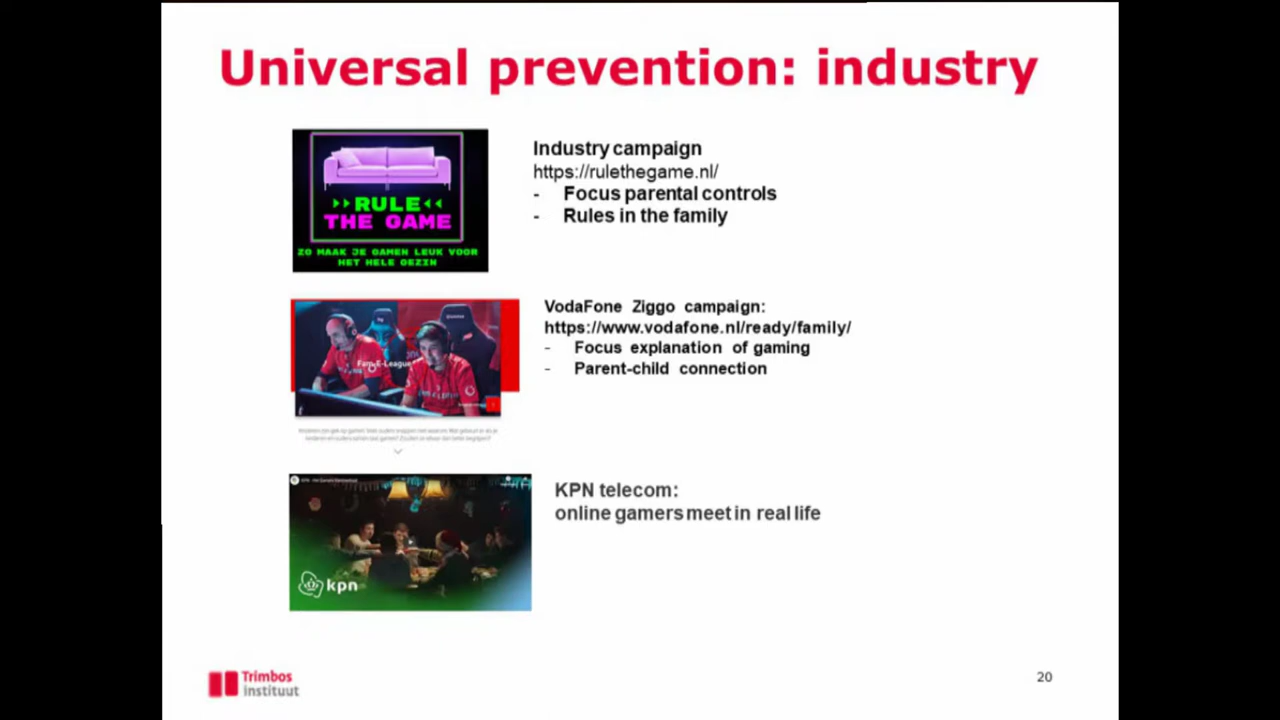 Universal prevention: industry
RULE
THE GAME
ZO MAAK JE GAMEN LEUK VOOR
HET HELE GEZIN
Industry campaign
https://rulethegame.nl/
- Focus parental controls
- Rules in the family
Fam E-League
VodaFone Ziggo campaign:
https://www.vodafone.nl/ready/family/
- Focus explanation of gaming
- Parent-child connection
kpn
KPN telecom:
online gamers meet in real life
Trimbos
instituut
20